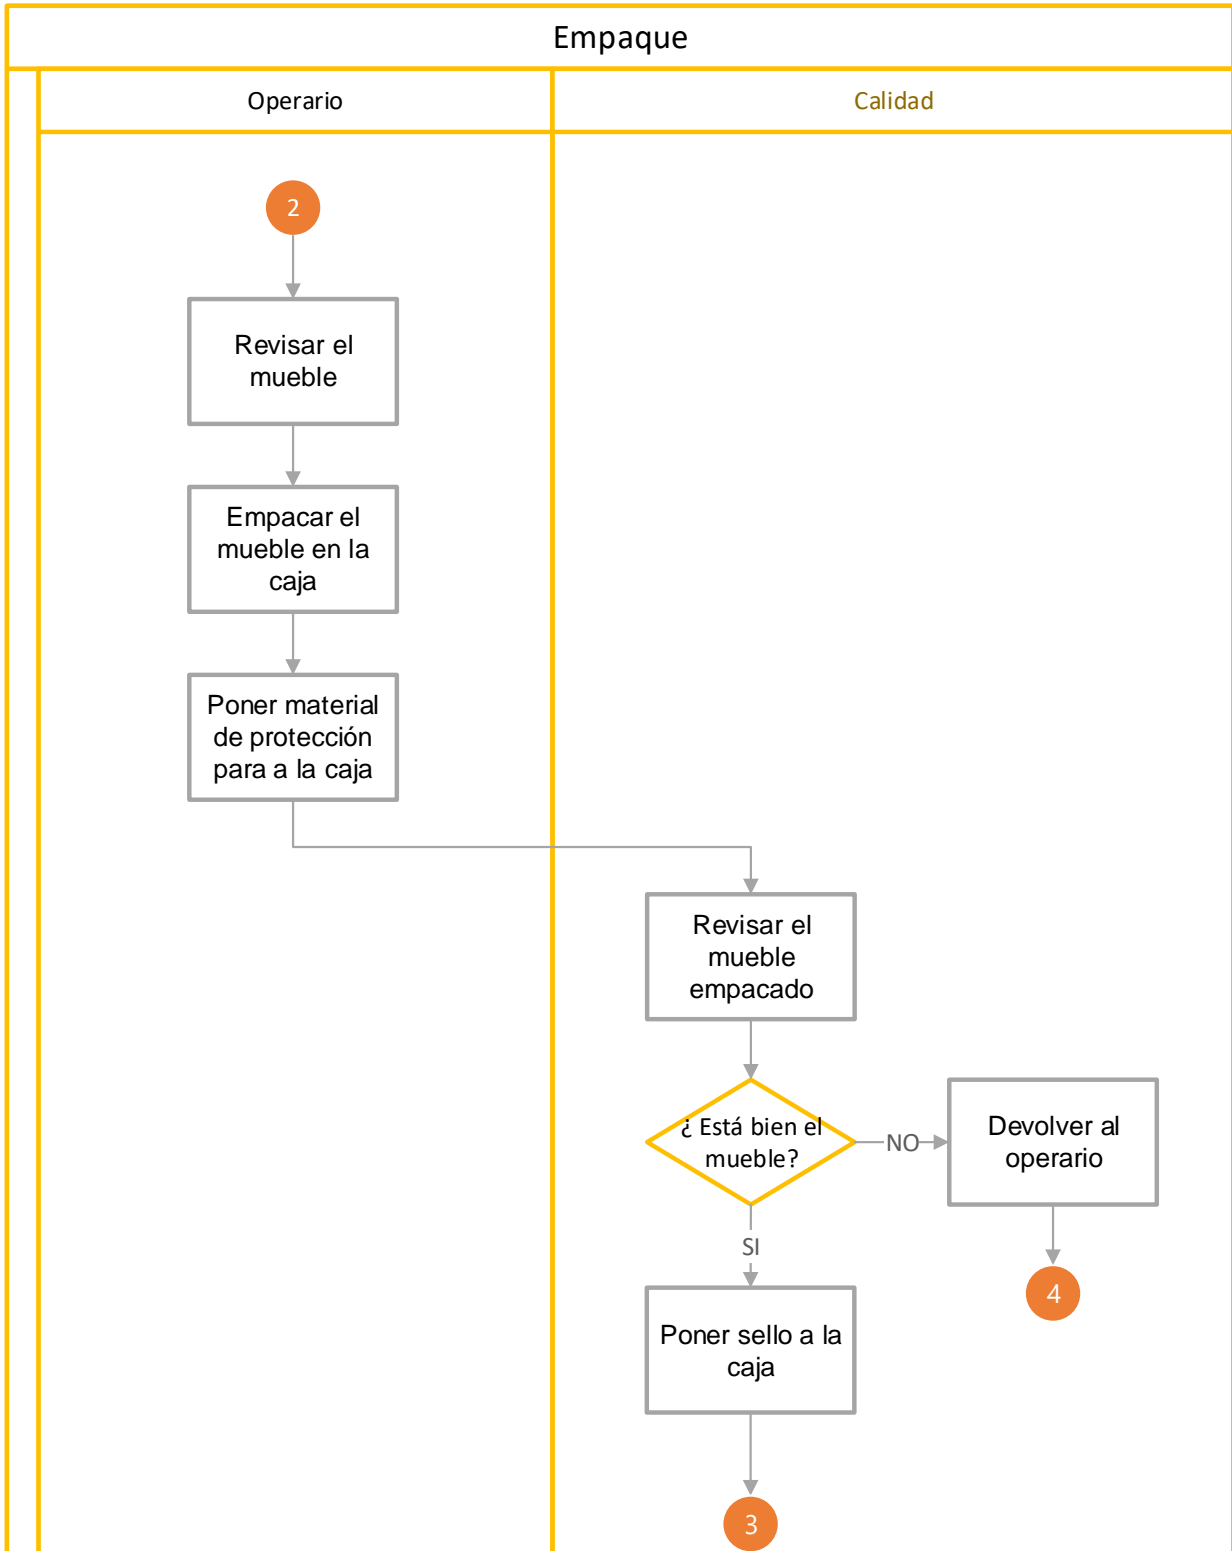 Empaque
Operario
Calidad
2
Revisar el
mueble
Empacar el
mueble en la
caja
Poner material
de protección
para a la caja
Revisar el
mueble
empacado
¿ Está bien el
mueble?
NO
Devolver al
operario
SI
4
Poner sello a la
caja
3